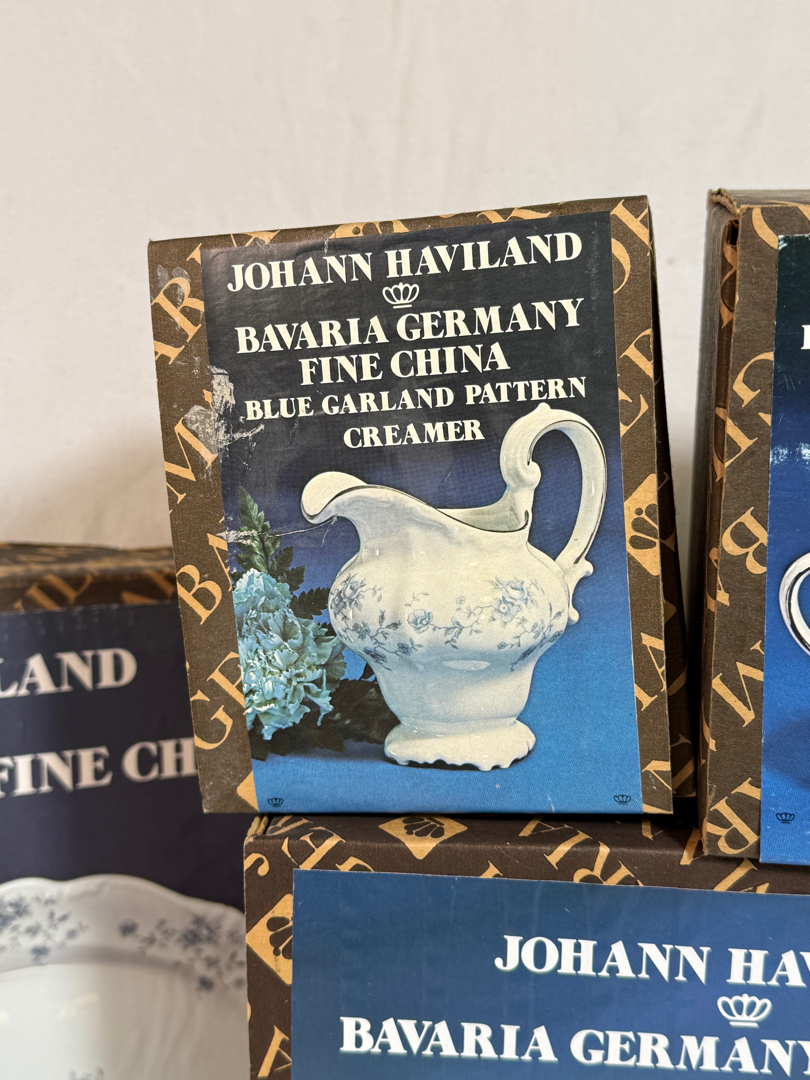 JOHANN HAVILAND
BAVARIA GERMANY
FINE CHINA
BLUE GARLAND PATTERN
CREAMER
LAND
FINE CH
JOHANN HAV
BAVARIA GERMANY